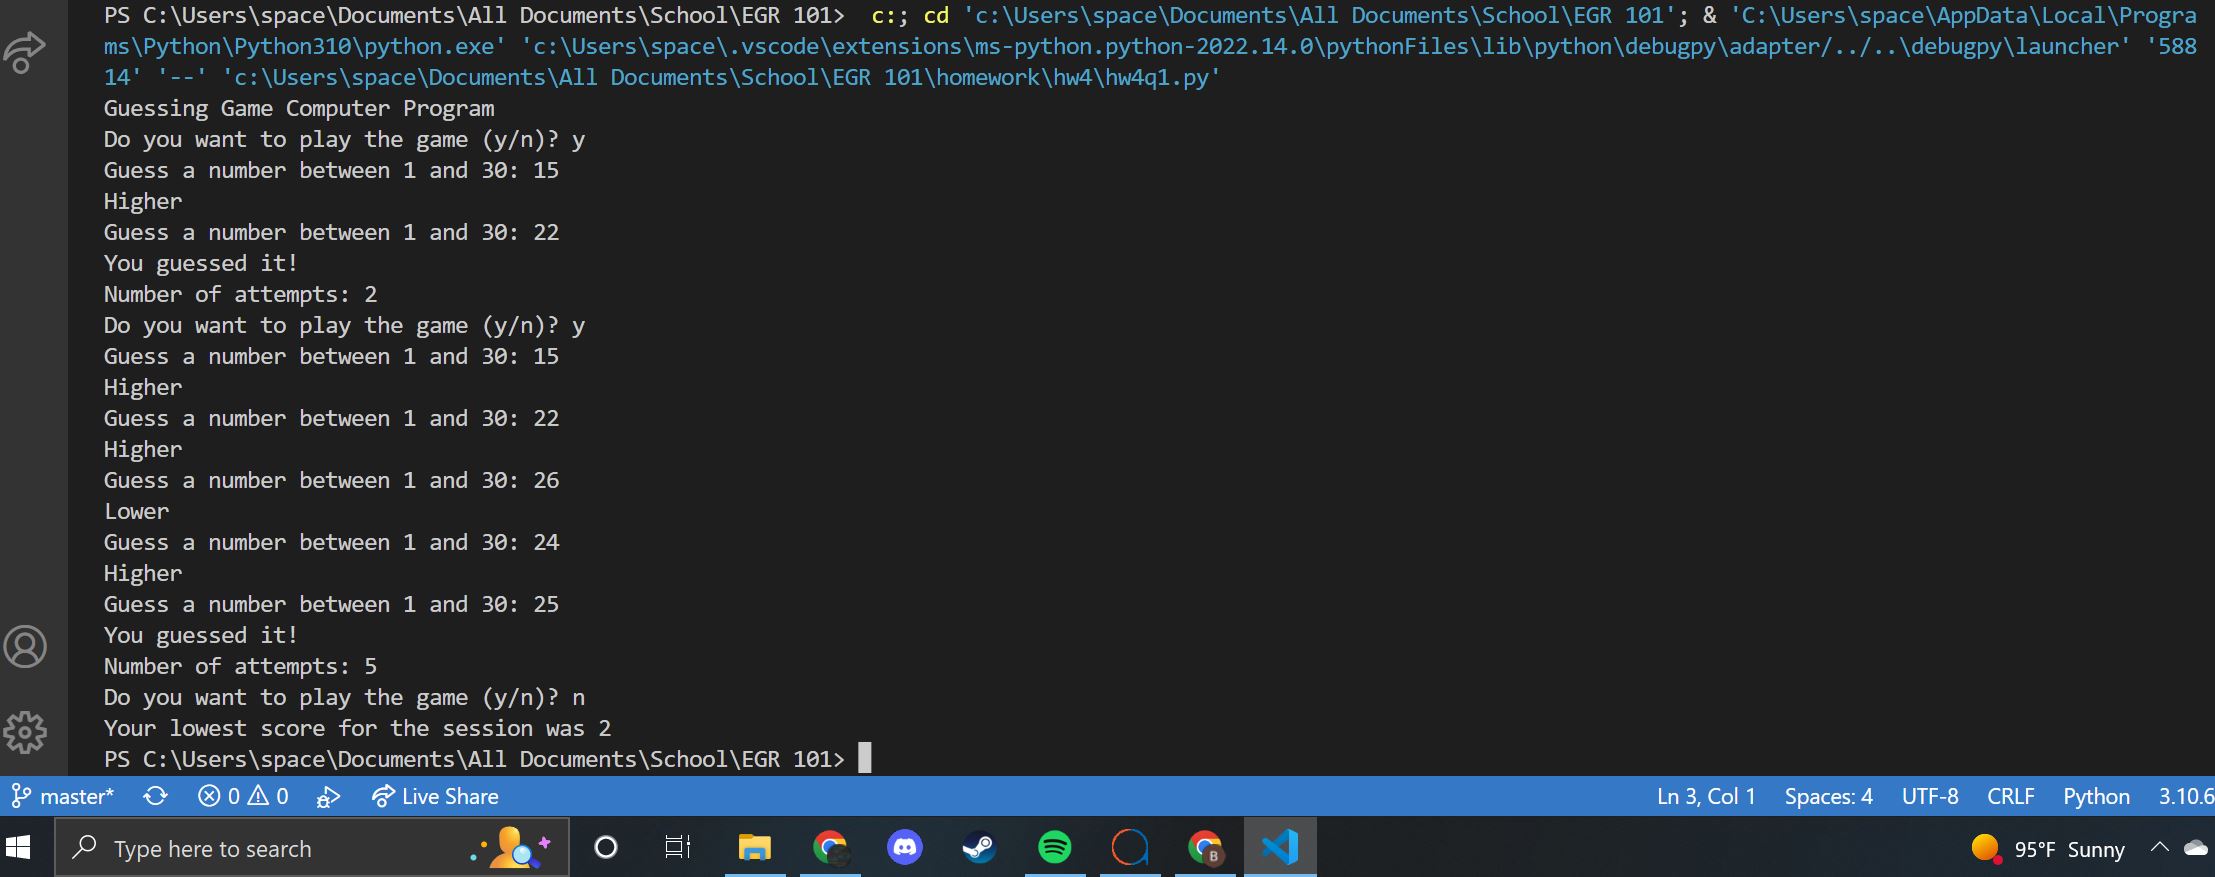 PS C:\Users\space\Documents\All Documents\School\EGR 101>  c:; cd 'c:\Users\space\Documents\All Documents\School\EGR 101'; & 'C:\Users\space\AppData\Local\Progra
ms\Python\Python310\python.exe' 'c:\Users\space\.vscode\extensions\ms-python.python-2022.14.0\pythonFiles\lib\python\debugpy\adapter/../..\debugpy\launcher' '588
14' '--' 'c:\Users\space\Documents\All Documents\School\EGR 101\homework\hw4\hw4q1.py'
Guessing Game Computer Program
Do you want to play the game (y/n)? y
Guess a number between 1 and 30: 15
Higher
Guess a number between 1 and 30: 22
You guessed it!
Number of attempts: 2
Do you want to play the game (y/n)? y
Guess a number between 1 and 30: 15
Higher
Guess a number between 1 and 30: 22
Higher
Guess a number between 1 and 30: 26
Lower
Guess a number between 1 and 30: 24
Higher
Guess a number between 1 and 30: 25
You guessed it!
Number of attempts: 5
Do you want to play the game (y/n)? n
Your lowest score for the session was 2
PS C:\Users\space\Documents\All Documents\School\EGR 101>
master* 0 0 Live Share Ln 3, Col 1 Spaces: 4 UTF-8 CRLF Python 3.10.6
Type here to search B 95°F Sunny